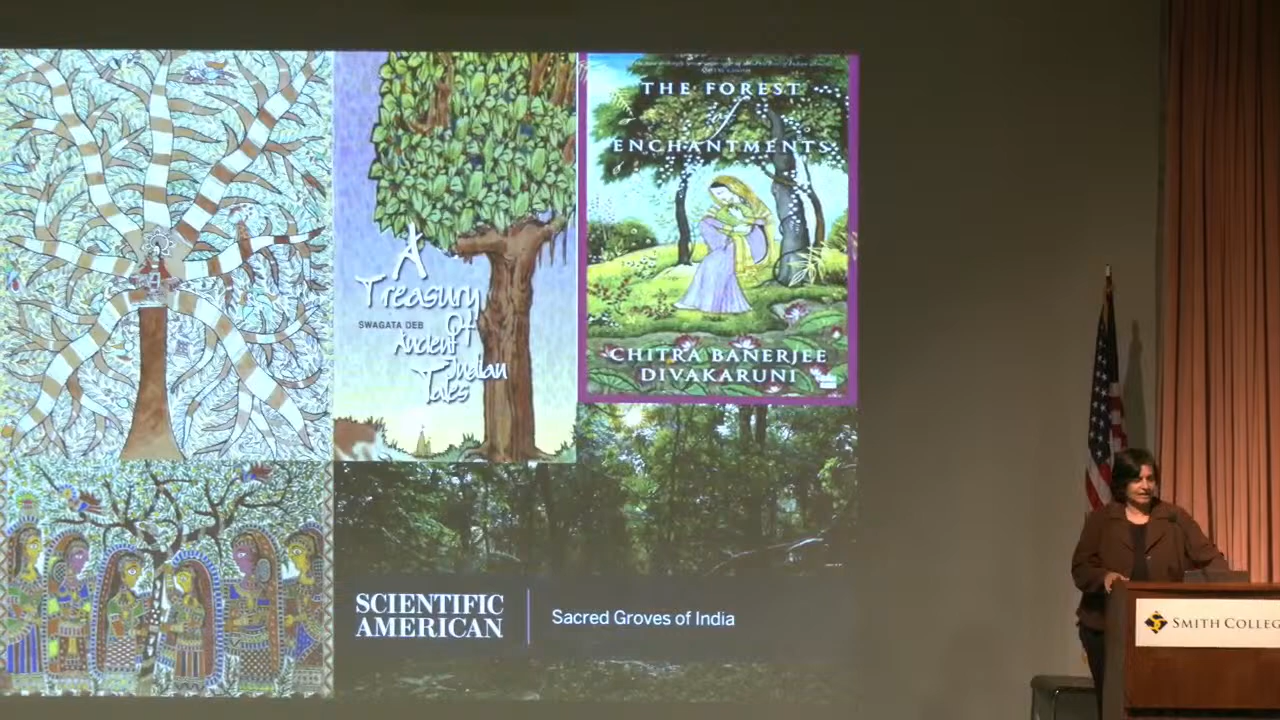 A
Treasury
Of
SWAGATA DEB
Ancient
Indian
Tales
THE FOREST
of
ENCHANTMENTS
CHITRA BANERJEE
DIVAKARUNI
SCIENTIFIC
AMERICAN
Sacred Groves of India
SMITH COLLEG